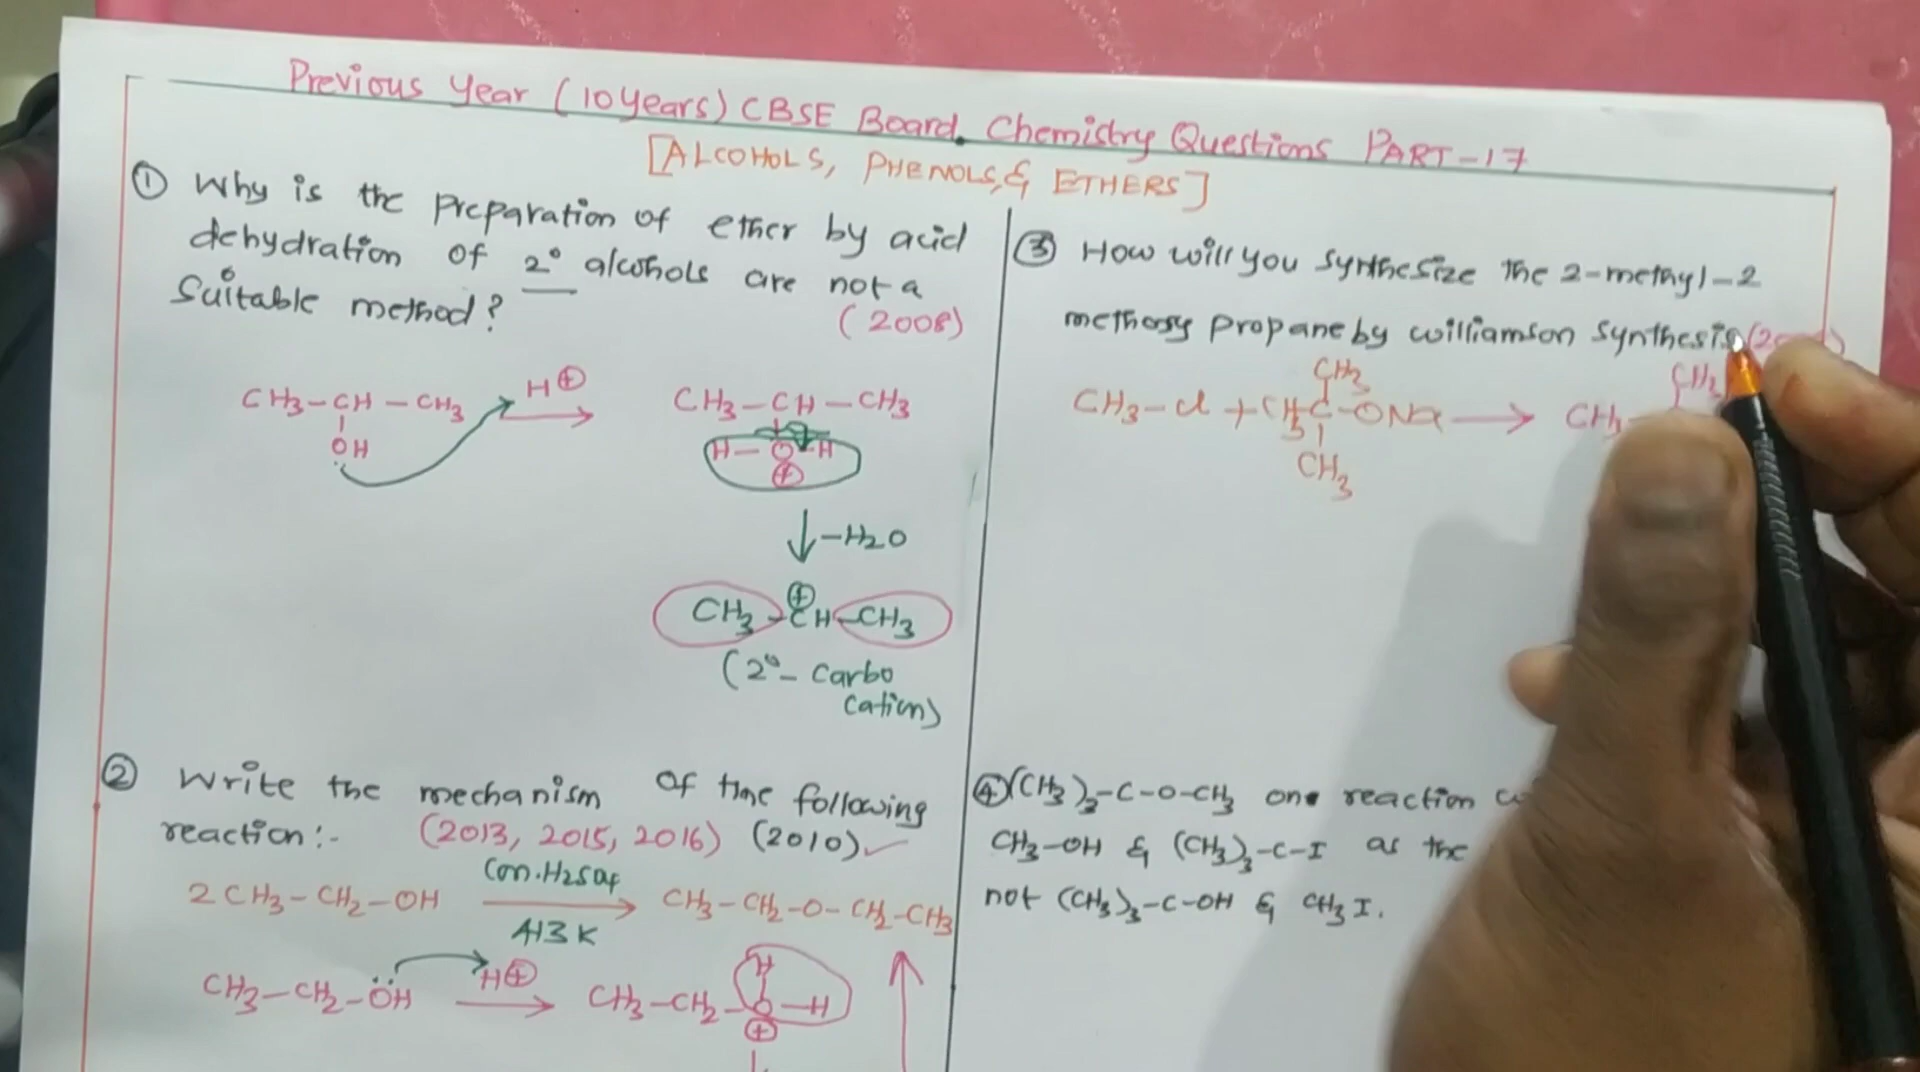 Previous Year (10 years) CBSE Board. Chemistry Questions PART-17
[ALCOHOLS, PHENOLS, & ETHERS]
① Why is the preparation of ether by acid
dehydration of 2° alcohols are not a
Suitable method?
(2008)
CH3-CH-CH3 H⊕ CH3-CH-CH3
OH H-O-H
⊕
-H2O
CH3-CH-CH3
⊕
(2°- Carbo
cation)
② Write the mechanism of the following
reaction:- (2013, 2015, 2016) (2010)✓
Con.H2SO4
2 CH3-CH2-OH → CH3-CH2-O-CH2-CH3
413 K
CH3-CH2-ÖH H⊕ → CH3-CH2-O-H
H
⊕
③ How will you synthesize the 2-methyl-2
methoxy propane by williamson synthesis
CH3
CH3-Cl + CH3-C-ONa → CH3
CH3
CH3
④ (CH3)3-C-O-CH3 on reaction
CH3-OH & (CH3)3-C-I as the
not (CH3)3-C-OH & CH3I.